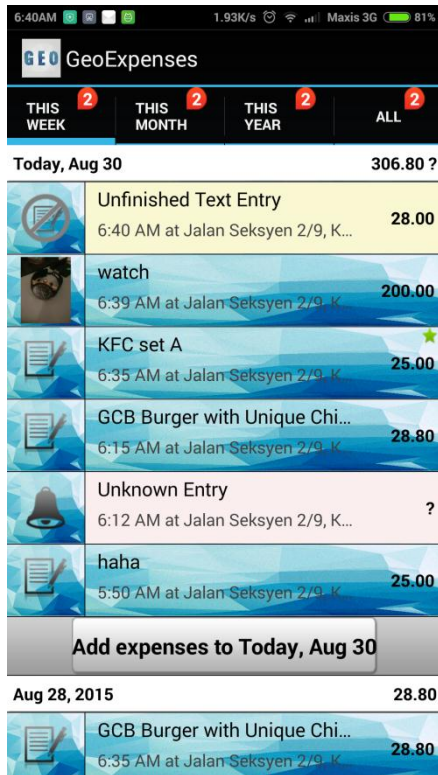 6:40AM 1.93K/s Maxis 3G 81%
GEO GeoExpenses
THIS WEEK 2
THIS MONTH 2
THIS YEAR 2
ALL 2
Today, Aug 30 306.80 ?
Unfinished Text Entry
6:40 AM at Jalan Seksyen 2/9, K... 28.00
watch
6:39 AM at Jalan Seksyen 2/9, K... 200.00
KFC set A
6:35 AM at Jalan Seksyen 2/9, K... 25.00
GCB Burger with Unique Chi...
6:15 AM at Jalan Seksyen 2/9, K... 28.80
Unknown Entry
6:12 AM at Jalan Seksyen 2/9, K... ?
haha
5:50 AM at Jalan Seksyen 2/9, K... 25.00
Add expenses to Today, Aug 30
Aug 28, 2015 28.80
GCB Burger with Unique Chi...
6:35 AM at Jalan Seksyen 2/9, K... 28.80